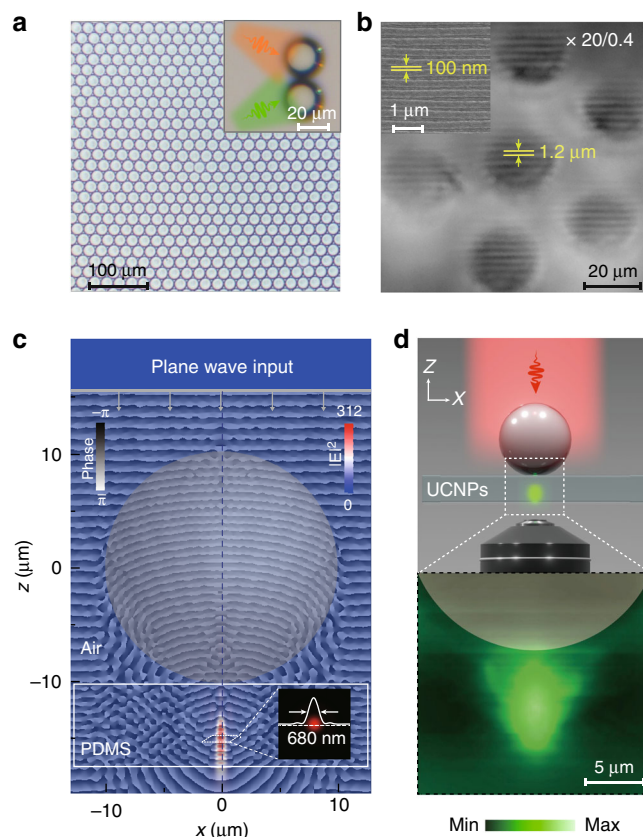 a
20 μm
100 μm
b
× 20/0.4
100 nm
1 μm
1.2 μm
20 μm
c
Plane wave input
Phase
−π
π
|E|²
312
0
10
0
−10
z (μm)
Air
PDMS
680 nm
−10
0
10
x (μm)
d
Z
X
UCNPs
5 μm
Min
Max